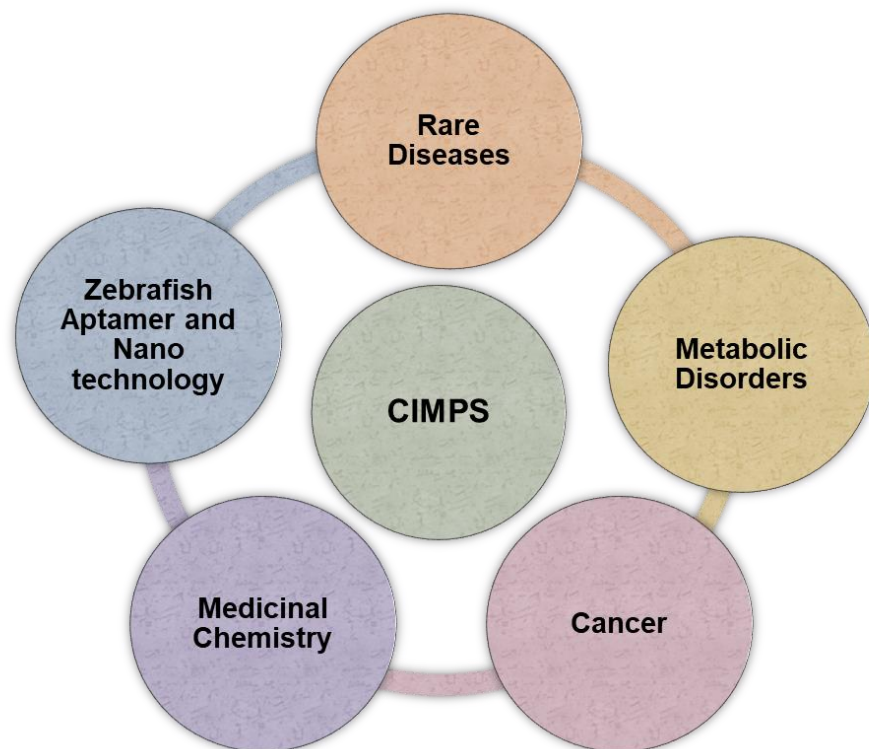 Rare
Diseases
Zebrafish
Aptamer and
Nano
technology
Metabolic
Disorders
CIMPS
Medicinal
Chemistry
Cancer